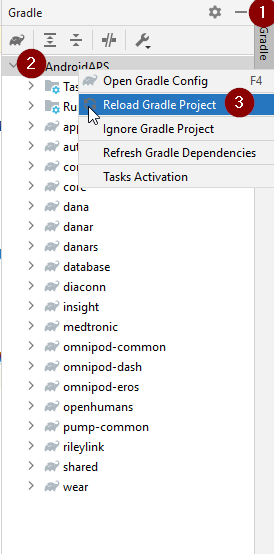 Gradle
1
Gradle
2 AndroidAPS
Tas
Open Gradle Config F4
Ru
Reload Gradle Project 3
app
aut
Ignore Gradle Project
co
Refresh Gradle Dependencies
core
Tasks Activation
dana
danar
danars
database
diaconn
insight
medtronic
omnipod-common
omnipod-dash
omnipod-eros
openhumans
pump-common
rileylink
shared
wear